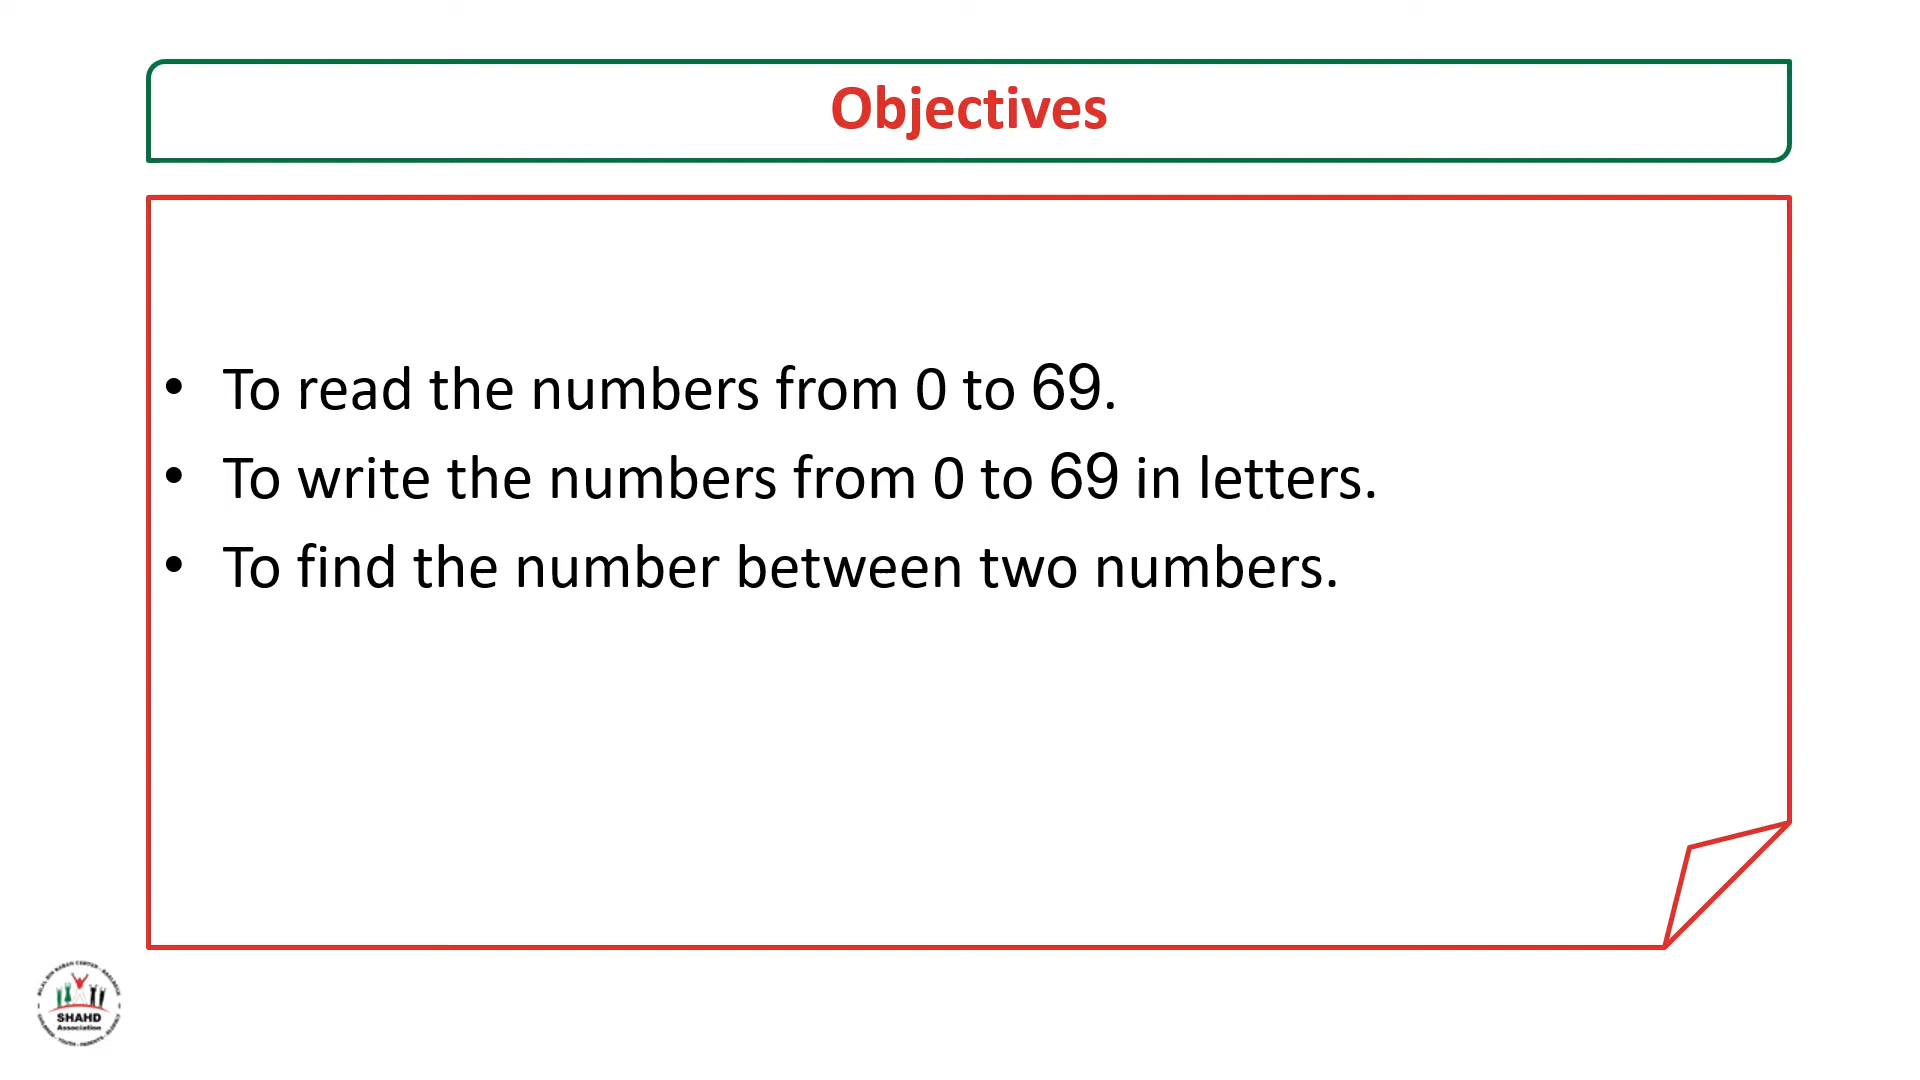 Objectives
• To read the numbers from 0 to 69.
• To write the numbers from 0 to 69 in letters.
• To find the number between two numbers.
SHAHD
Association